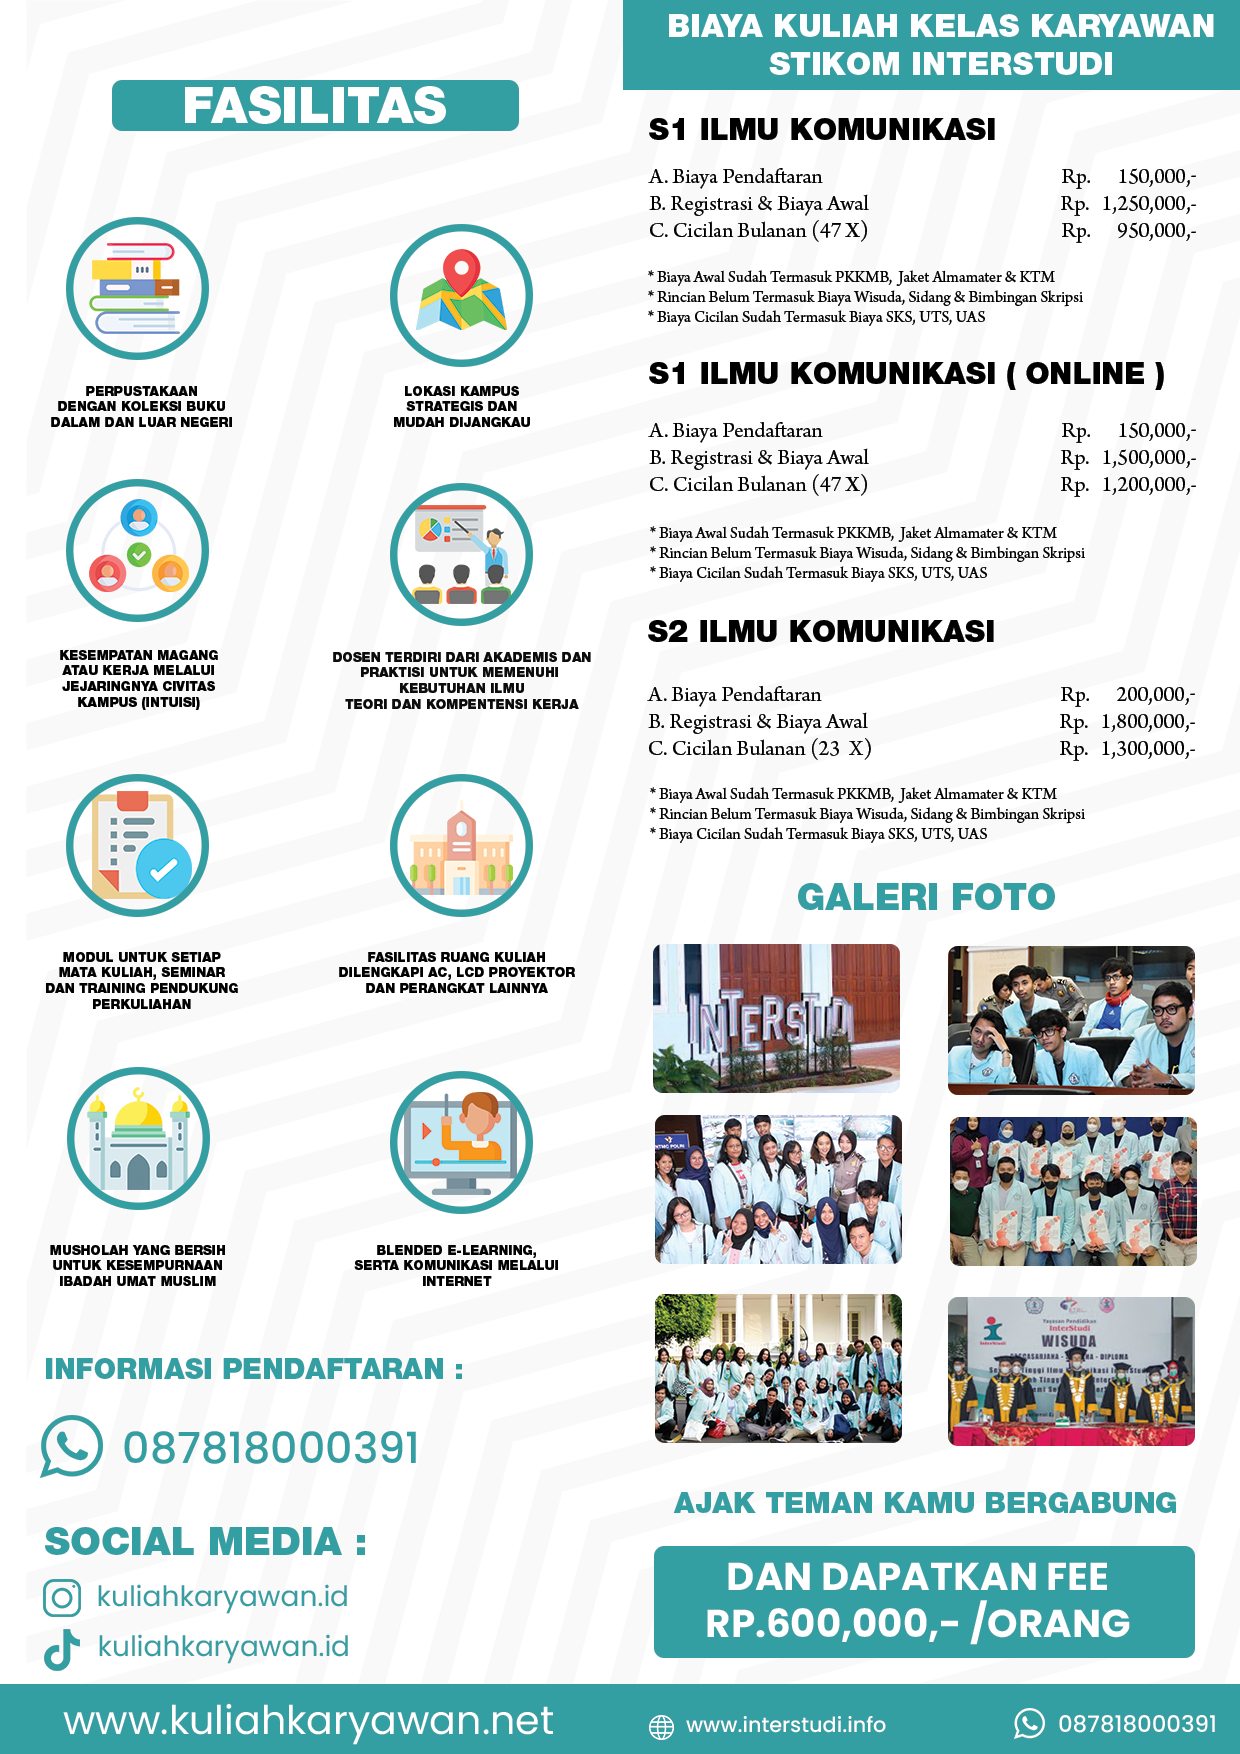 FASILITAS
PERPUSTAKAAN
DENGAN KOLEKSI BUKU
DALAM DAN LUAR NEGERI
LOKASI KAMPUS
STRATEGIS DAN
MUDAH DIJANGKAU
KESEMPATAN MAGANG
ATAU KERJA MELALUI
JEJARINGNYA CIVITAS
KAMPUS (INTUISI)
DOSEN TERDIRI DARI AKADEMIS DAN
PRAKTISI UNTUK MEMENUHI
KEBUTUHAN ILMU
TEORI DAN KOMPENTENSI KERJA
MODUL UNTUK SETIAP
MATA KULIAH, SEMINAR
DAN TRAINING PENDUKUNG
PERKULIAHAN
FASILITAS RUANG KULIAH
DILENGKAPI AC, LCD PROYEKTOR
DAN PERANGKAT LAINNYA
MUSHOLAH YANG BERSIH
UNTUK KESEMPURNAAN
IBADAH UMAT MUSLIM
BLENDED E-LEARNING,
SERTA KOMUNIKASI MELALUI
INTERNET
INFORMASI PENDAFTARAN :
087818000391
SOCIAL MEDIA :
kuliahkaryawan.id
kuliahkaryawan.id
BIAYA KULIAH KELAS KARYAWAN
STIKOM INTERSTUDI
S1 ILMU KOMUNIKASI
A. Biaya Pendaftaran Rp. 150,000,-
B. Registrasi & Biaya Awal Rp. 1,250,000,-
C. Cicilan Bulanan (47 X) Rp. 950,000,-
* Biaya Awal Sudah Termasuk PKKMB, Jaket Almamater & KTM
* Rincian Belum Termasuk Biaya Wisuda, Sidang & Bimbingan Skripsi
* Biaya Cicilan Sudah Termasuk Biaya SKS, UTS, UAS
S1 ILMU KOMUNIKASI ( ONLINE )
A. Biaya Pendaftaran Rp. 150,000,-
B. Registrasi & Biaya Awal Rp. 1,500,000,-
C. Cicilan Bulanan (47 X) Rp. 1,200,000,-
* Biaya Awal Sudah Termasuk PKKMB, Jaket Almamater & KTM
* Rincian Belum Termasuk Biaya Wisuda, Sidang & Bimbingan Skripsi
* Biaya Cicilan Sudah Termasuk Biaya SKS, UTS, UAS
S2 ILMU KOMUNIKASI
A. Biaya Pendaftaran Rp. 200,000,-
B. Registrasi & Biaya Awal Rp. 1,800,000,-
C. Cicilan Bulanan (23 X) Rp. 1,300,000,-
* Biaya Awal Sudah Termasuk PKKMB, Jaket Almamater & KTM
* Rincian Belum Termasuk Biaya Wisuda, Sidang & Bimbingan Skripsi
* Biaya Cicilan Sudah Termasuk Biaya SKS, UTS, UAS
GALERI FOTO
INTERSTUD
NTMC POLRI
Yayasan Pendidikan
InterStudi
InterStudi
WISUDA
DIPLOMA
AJAK TEMAN KAMU BERGABUNG
DAN DAPATKAN FEE
RP.600,000,- /ORANG
www.kuliahkaryawan.net
www.interstudi.info
087818000391